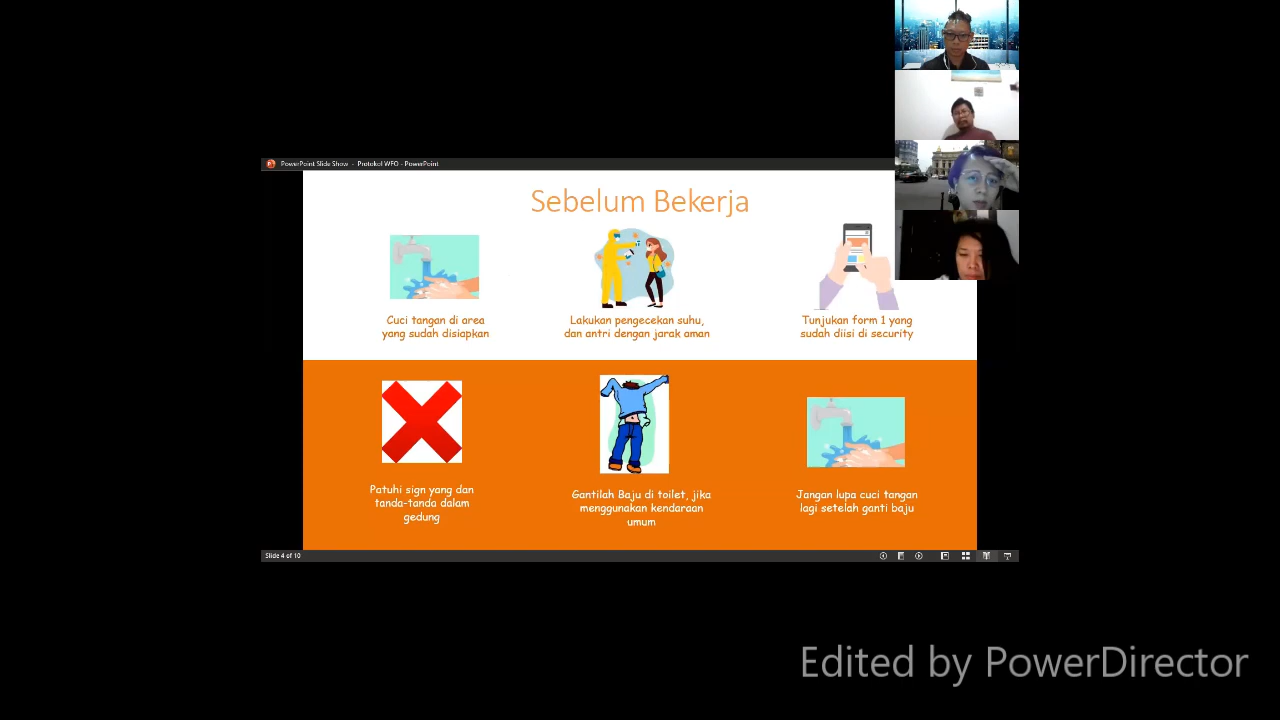 PowerPoint Slide Show - Protokol WFO - PowerPoint
Sebelum Bekerja
Cuci tangan di area
yang sudah disiapkan
Lakukan pengecekan suhu,
dan antri dengan jarak aman
Tunjukan form 1 yang
sudah diisi di security
Patuhi sign yang dan
tanda-tanda dalam
gedung
Gantilah Baju di toilet, jika
menggunakan kendaraan
umum
Jangan lupa cuci tangan
lagi setelah ganti baju
Slide 4 of 10
Edited by PowerDirector